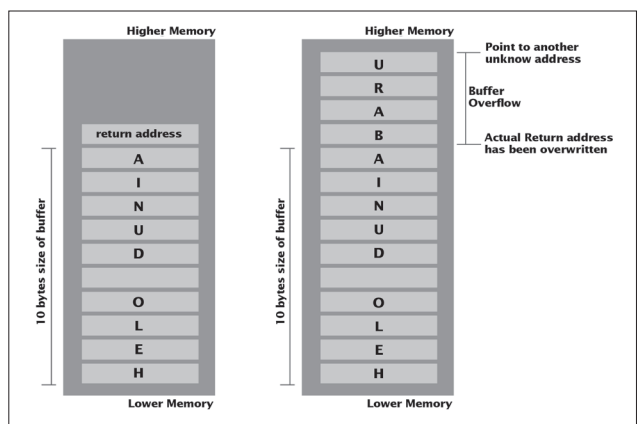 Higher Memory
return address
A
I
N
U
D
O
L
E
H
10 bytes size of buffer
Lower Memory
Higher Memory
U
R
A
B
A
I
N
U
D
O
L
E
H
10 bytes size of buffer
Lower Memory
Point to another
unknow address
Buffer
Overflow
Actual Return address
has been overwritten